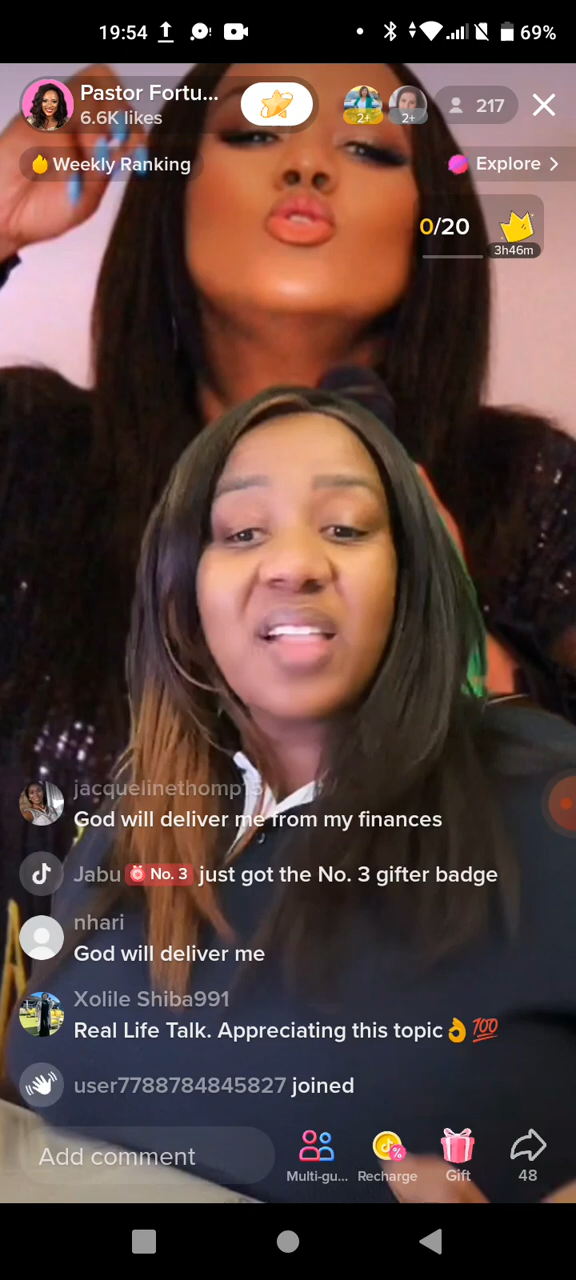 19:54
69%
Pastor Fortu...
6.6K likes
2+
2+
217
Weekly Ranking
Explore
0/20
3h46m
jacquelinethomp15
God will deliver me from my finances
Jabu No. 3 just got the No. 3 gifter badge
nhari
God will deliver me
Xolile Shiba991
Real Life Talk. Appreciating this topic👌💯
user7788784845827 joined
Add comment
Multi-gu...
Recharge
Gift
48